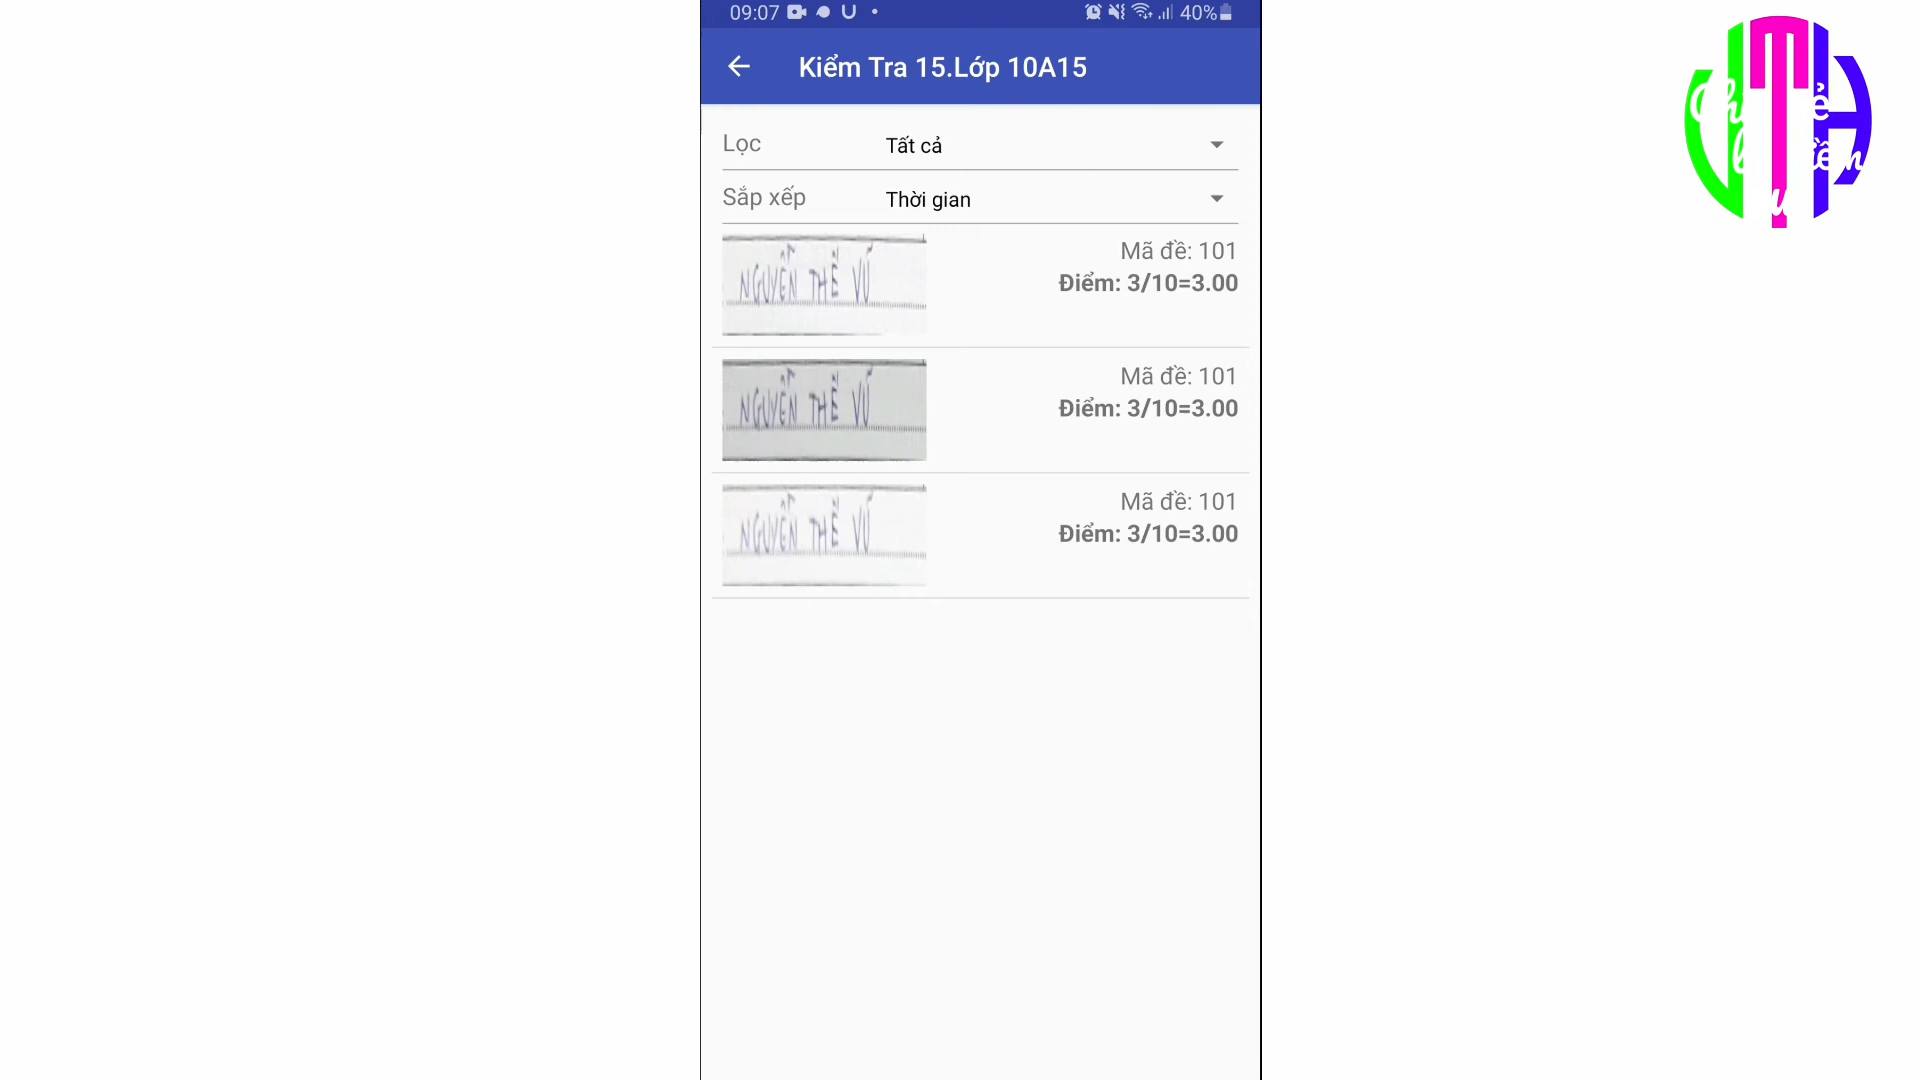 09:07
40%
Kiểm Tra 15.Lớp 10A15
Lọc Tất cả
Sắp xếp Thời gian
NGUYỄN THẾ VŨ
Mã đề: 101
Điểm: 3/10=3.00
NGUYỄN THẾ VŨ
Mã đề: 101
Điểm: 3/10=3.00
NGUYỄN THẾ VŨ
Mã đề: 101
Điểm: 3/10=3.00